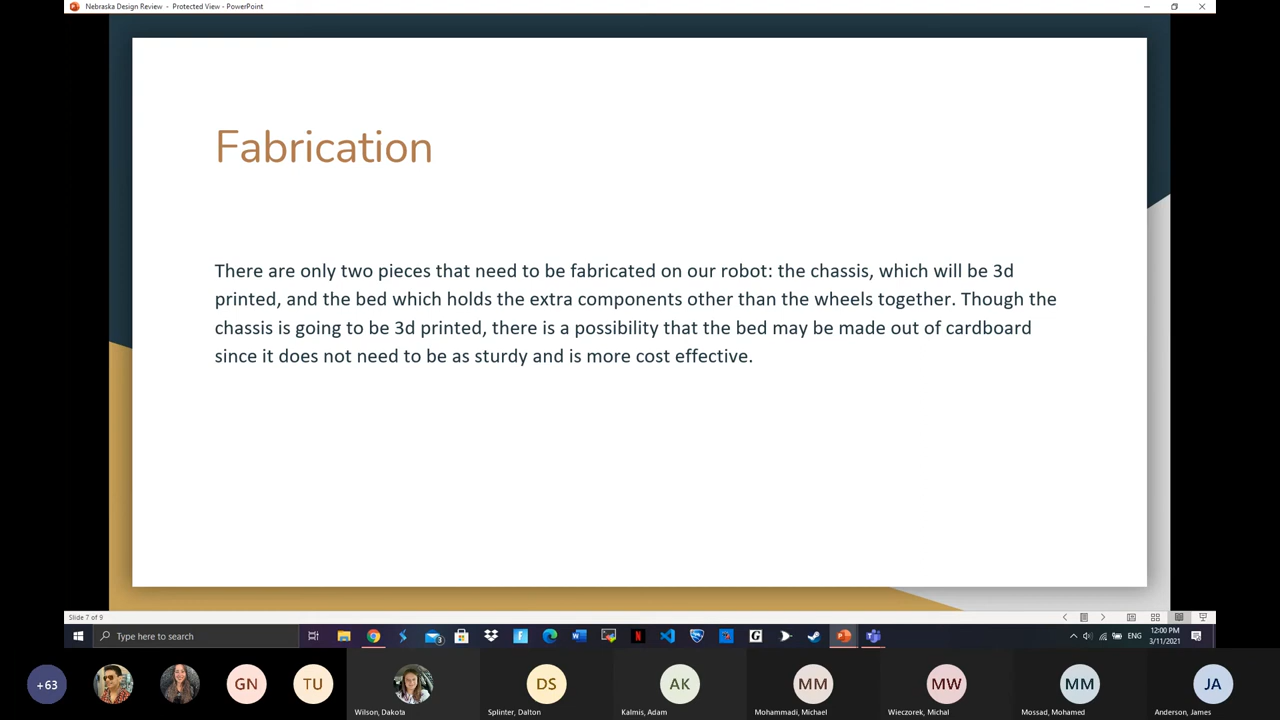 Nebraska Design Review - Protected View - PowerPoint
Fabrication
There are only two pieces that need to be fabricated on our robot: the chassis, which will be 3d
printed, and the bed which holds the extra components other than the wheels together. Though the
chassis is going to be 3d printed, there is a possibility that the bed may be made out of cardboard
since it does not need to be as sturdy and is more cost effective.
Slide 7 of 9
Type here to search
3
N
G
ENG
12:00 PM
3/11/2021
+63
GN
TU
DS
AK
MM
MW
MM
JA
Wilson, Dakota
Splinter, Dalton
Kalmis, Adam
Mohammadi, Michael
Wieczorek, Michal
Mossad, Mohamed
Anderson, James